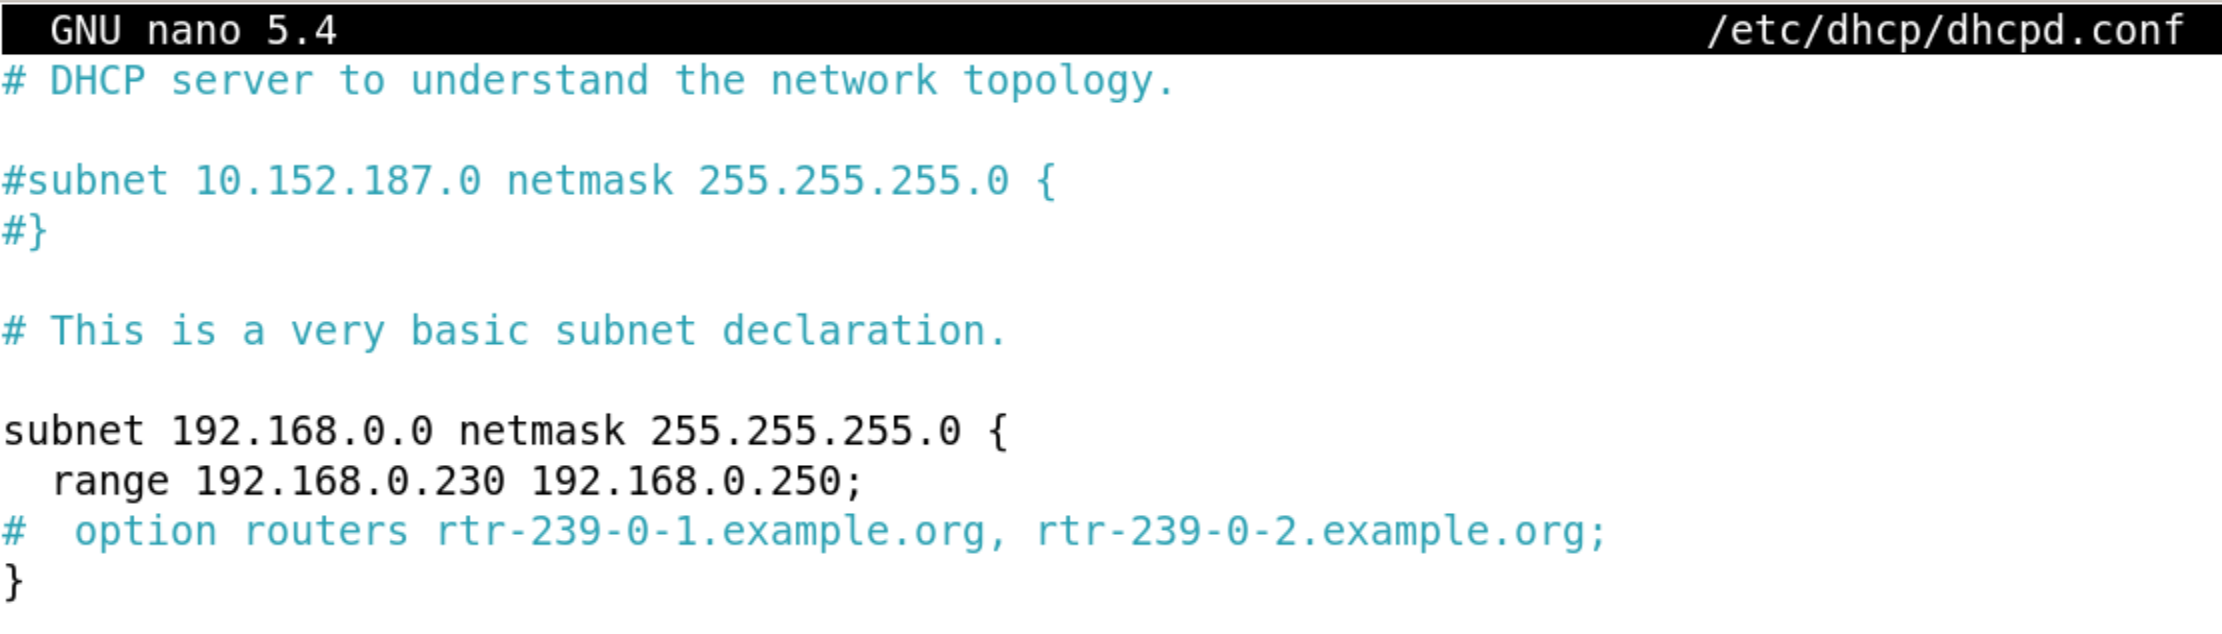 GNU nano 5.4 /etc/dhcp/dhcpd.conf
# DHCP server to understand the network topology.
#subnet 10.152.187.0 netmask 255.255.255.0 {
#}
# This is a very basic subnet declaration.
subnet 192.168.0.0 netmask 255.255.255.0 {
  range 192.168.0.230 192.168.0.250;
#  option routers rtr-239-0-1.example.org, rtr-239-0-2.example.org;
}